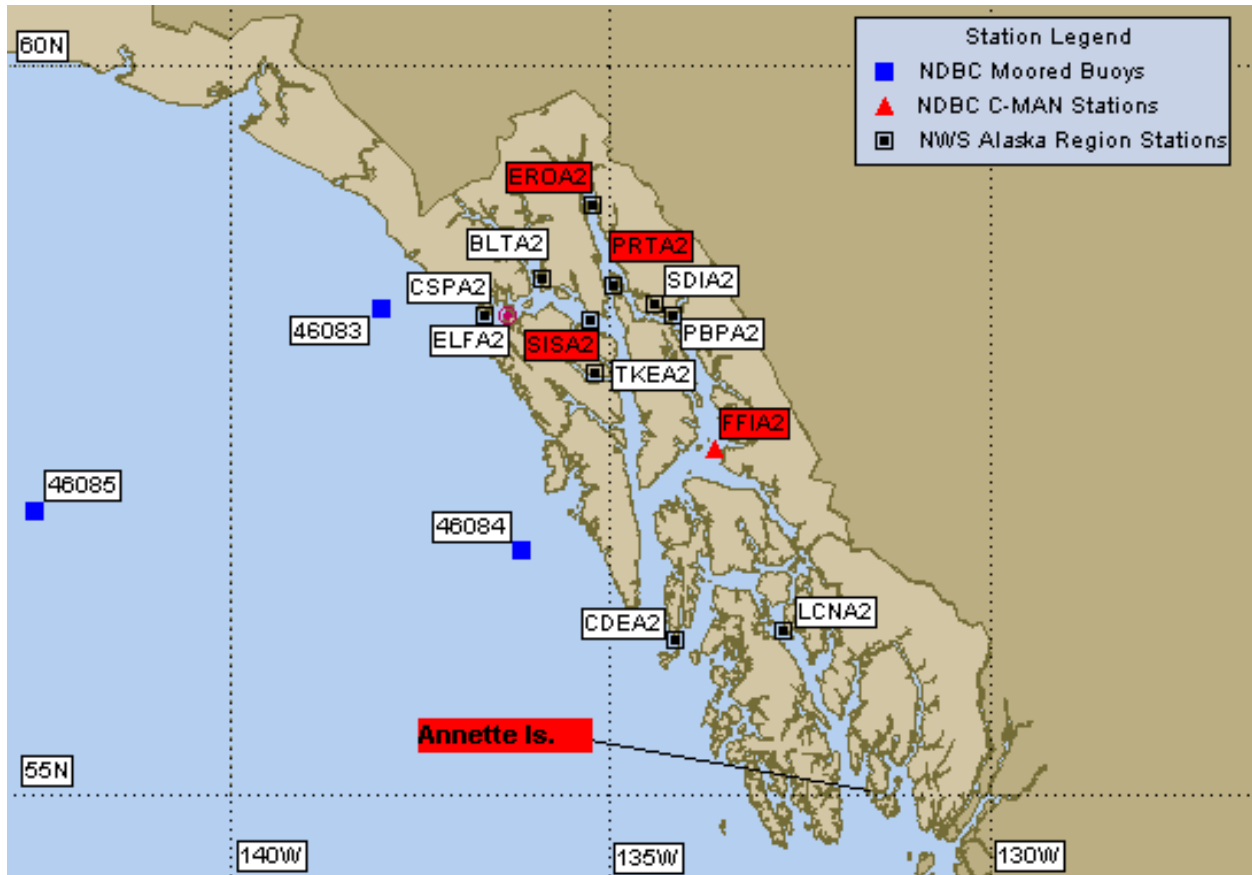 60N
Station Legend
NDBC Moored Buoys
NDBC C-MAN Stations
NWS Alaska Region Stations
EROA2
BLTA2
PRTA2
CSPA2
SDIA2
46083
ELFA2
SISA2
PBPA2
TKEA2
FFIA2
46085
46084
CDEA2
LCNA2
Annette Is.
55N
140W
135W
130W